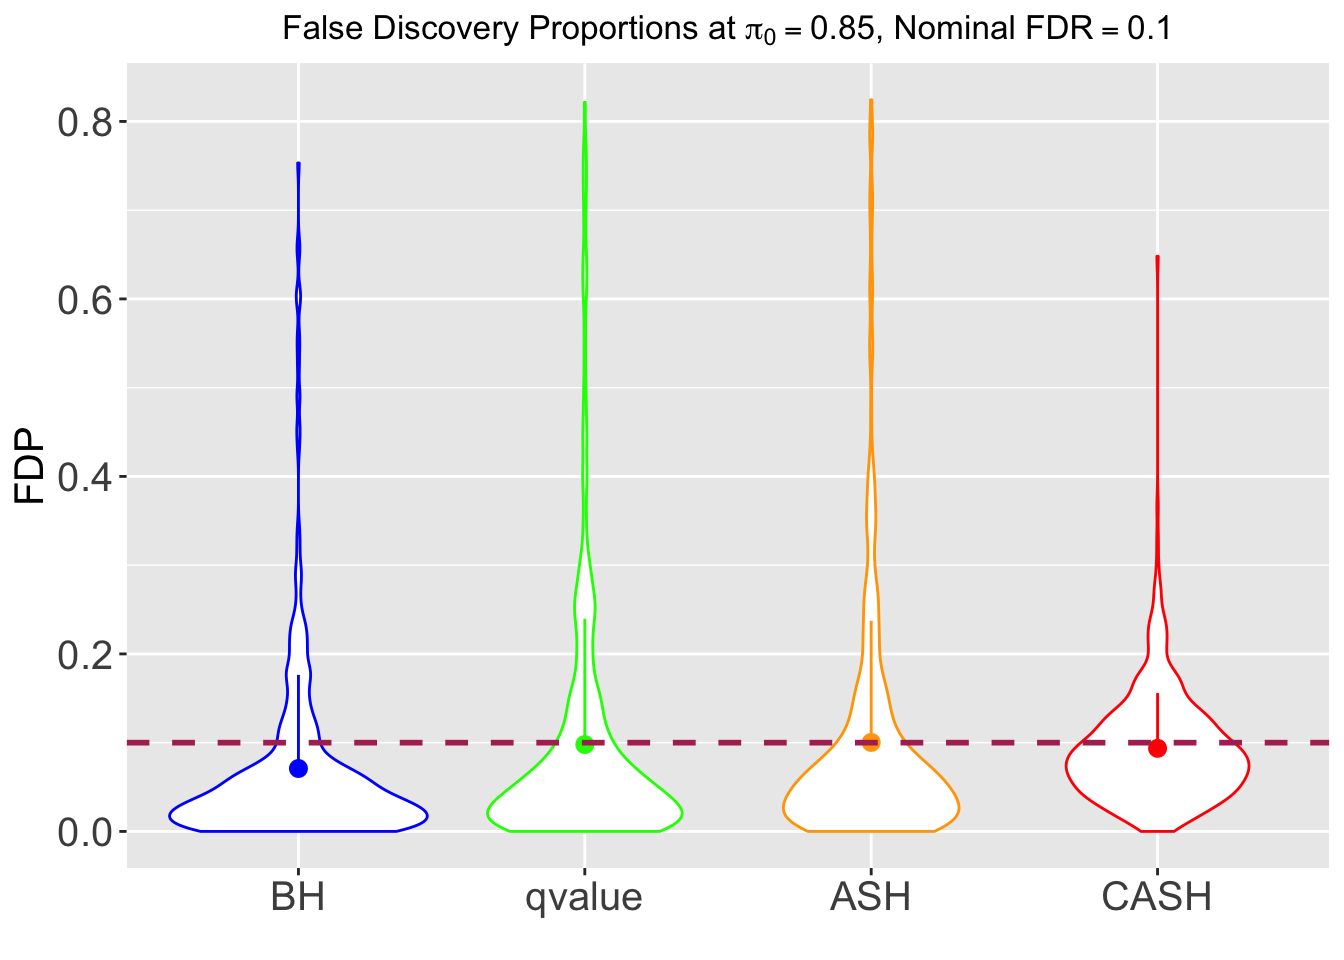 False Discovery Proportions at π₀ = 0.85, Nominal FDR = 0.1
FDP
0.8
0.6
0.4
0.2
0.0
BH qvalue ASH CASH